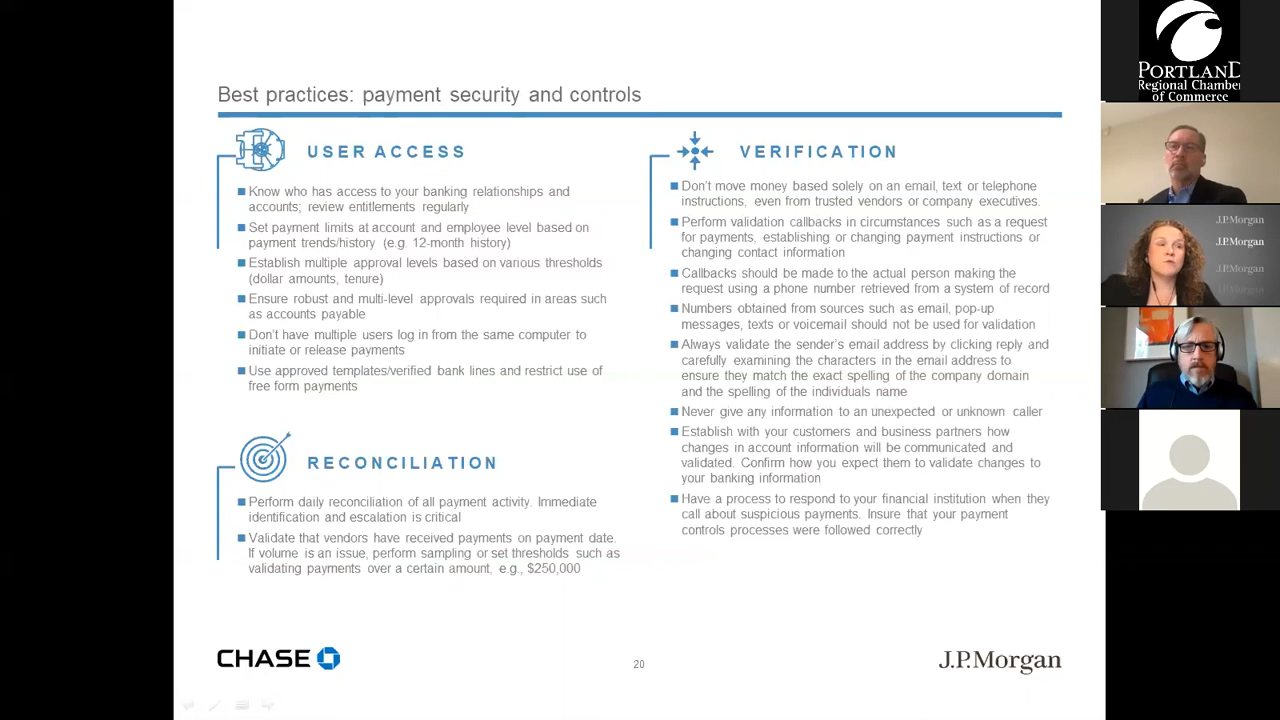 Best practices: payment security and controls
USER ACCESS
Know who has access to your banking relationships and
accounts; review entitlements regularly
Set payment limits at account and employee level based on
payment trends/history (e.g. 12-month history)
Establish multiple approval levels based on various thresholds
(dollar amounts, tenure)
Ensure robust and multi-level approvals required in areas such
as accounts payable
Don't have multiple users log in from the same computer to
initiate or release payments
Use approved templates/verified bank lines and restrict use of
free form payments
RECONCILIATION
Perform daily reconciliation of all payment activity. Immediate
identification and escalation is critical
Validate that vendors have received payments on payment date.
If volume is an issue, perform sampling or set thresholds such as
validating payments over a certain amount, e.g., $250,000
VERIFICATION
Don't move money based solely on an email, text or telephone
instructions, even from trusted vendors or company executives.
Perform validation callbacks in circumstances such as a request
for payments, establishing or changing payment instructions or
changing contact information
Callbacks should be made to the actual person making the
request using a phone number retrieved from a system of record
Numbers obtained from sources such as email, pop-up
messages, texts or voicemail should not be used for validation
Always validate the sender's email address by clicking reply and
carefully examining the characters in the email address to
ensure they match the exact spelling of the company domain
and the spelling of the individuals name
Never give any information to an unexpected or unknown caller
Establish with your customers and business partners how
changes in account information will be communicated and
validated. Confirm how you expect them to validate changes to
your banking information
Have a process to respond to your financial institution when they
call about suspicious payments. Insure that your payment
controls processes were followed correctly
CHASE
20
J.P.Morgan
PORTLAND
Regional Chamber
of Commerce
J.P.Morgan
J.P.Morgan
J.P.Morgan
J.P.Morgan